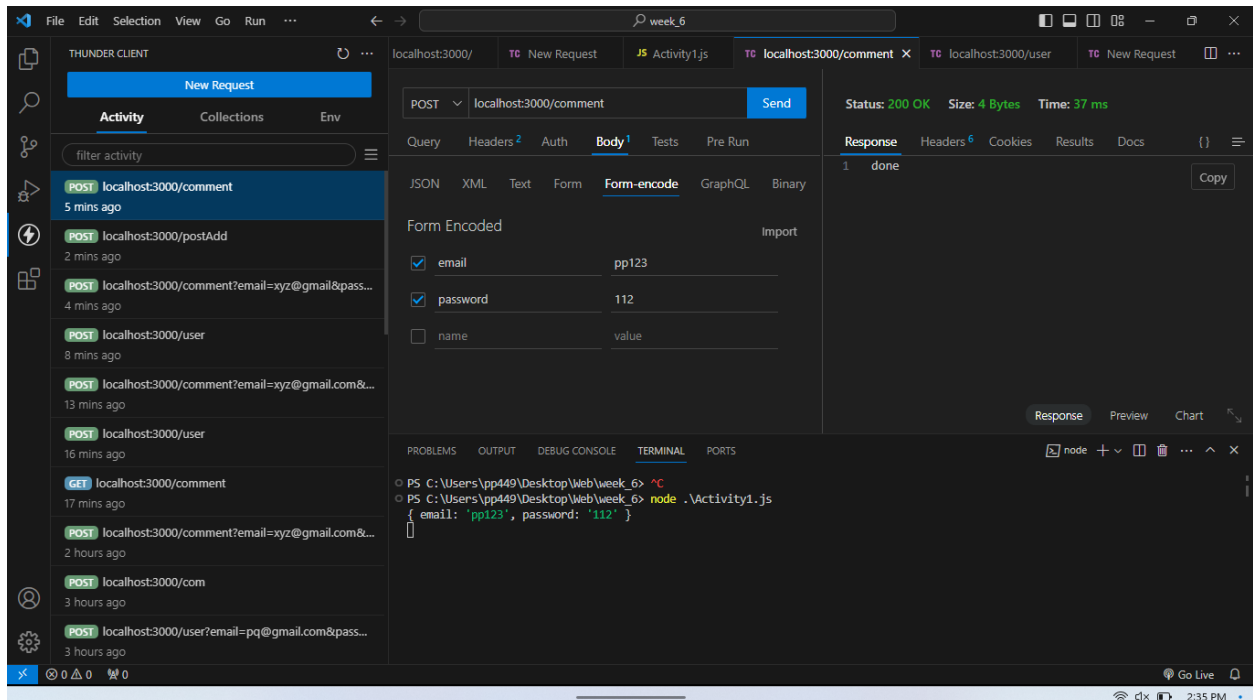 File Edit Selection View Go Run ··· week_6
THUNDER CLIENT
New Request
Activity Collections Env
filter activity
POST localhost:3000/comment
5 mins ago
POST localhost:3000/postAdd
2 mins ago
POST localhost:3000/comment?email=xyz@gmail&pass...
4 mins ago
POST localhost:3000/user
8 mins ago
POST localhost:3000/comment?email=xyz@gmail.com&...
13 mins ago
POST localhost:3000/user
16 mins ago
GET localhost:3000/comment
17 mins ago
POST localhost:3000/comment?email=xyz@gmail.com&...
2 hours ago
POST localhost:3000/com
3 hours ago
POST localhost:3000/user?email=pq@gmail.com&pass...
3 hours ago
localhost:3000/ TC New Request JS Activity1.js TC localhost:3000/comment TC localhost:3000/user TC New Request
POST localhost:3000/comment Send
Query Headers 2 Auth Body 1 Tests Pre Run
JSON XML Text Form Form-encode GraphQL Binary
Form Encoded Import
email pp123
password 112
name value
Status: 200 OK Size: 4 Bytes Time: 37 ms
Response Headers 6 Cookies Results Docs {}
1 done
Copy
Response Preview Chart
PROBLEMS OUTPUT DEBUG CONSOLE TERMINAL PORTS node
PS C:\Users\pp449\Desktop\Web\week_6> ^C
PS C:\Users\pp449\Desktop\Web\week_6> node .\Activity1.js
{ email: 'pp123', password: '112' }
0 0 0 Go Live
2:35 PM